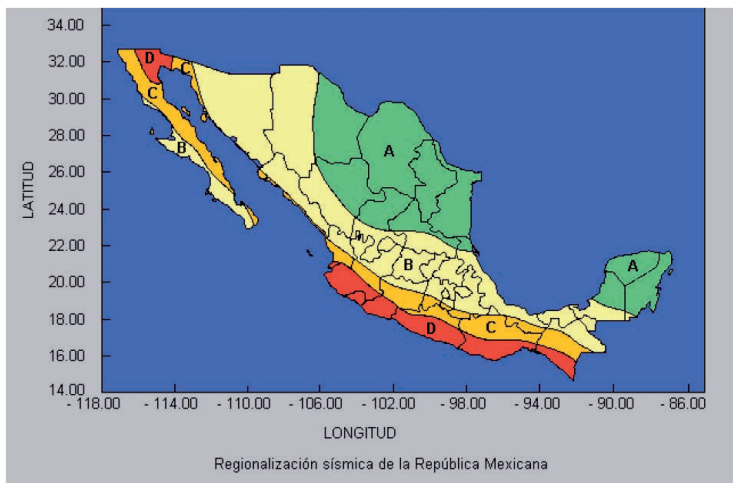 34.00
32.00
30.00
28.00
26.00
24.00
22.00
20.00
18.00
16.00
14.00
LATITUD
D
C
C
B
A
A
B
C
D
- 118.00 - 114.00 - 110.00 - 106.00 - 102.00 - 98.00 - 94.00 - 90.00 - 86.00
LONGITUD
Regionalización sísmica de la República Mexicana